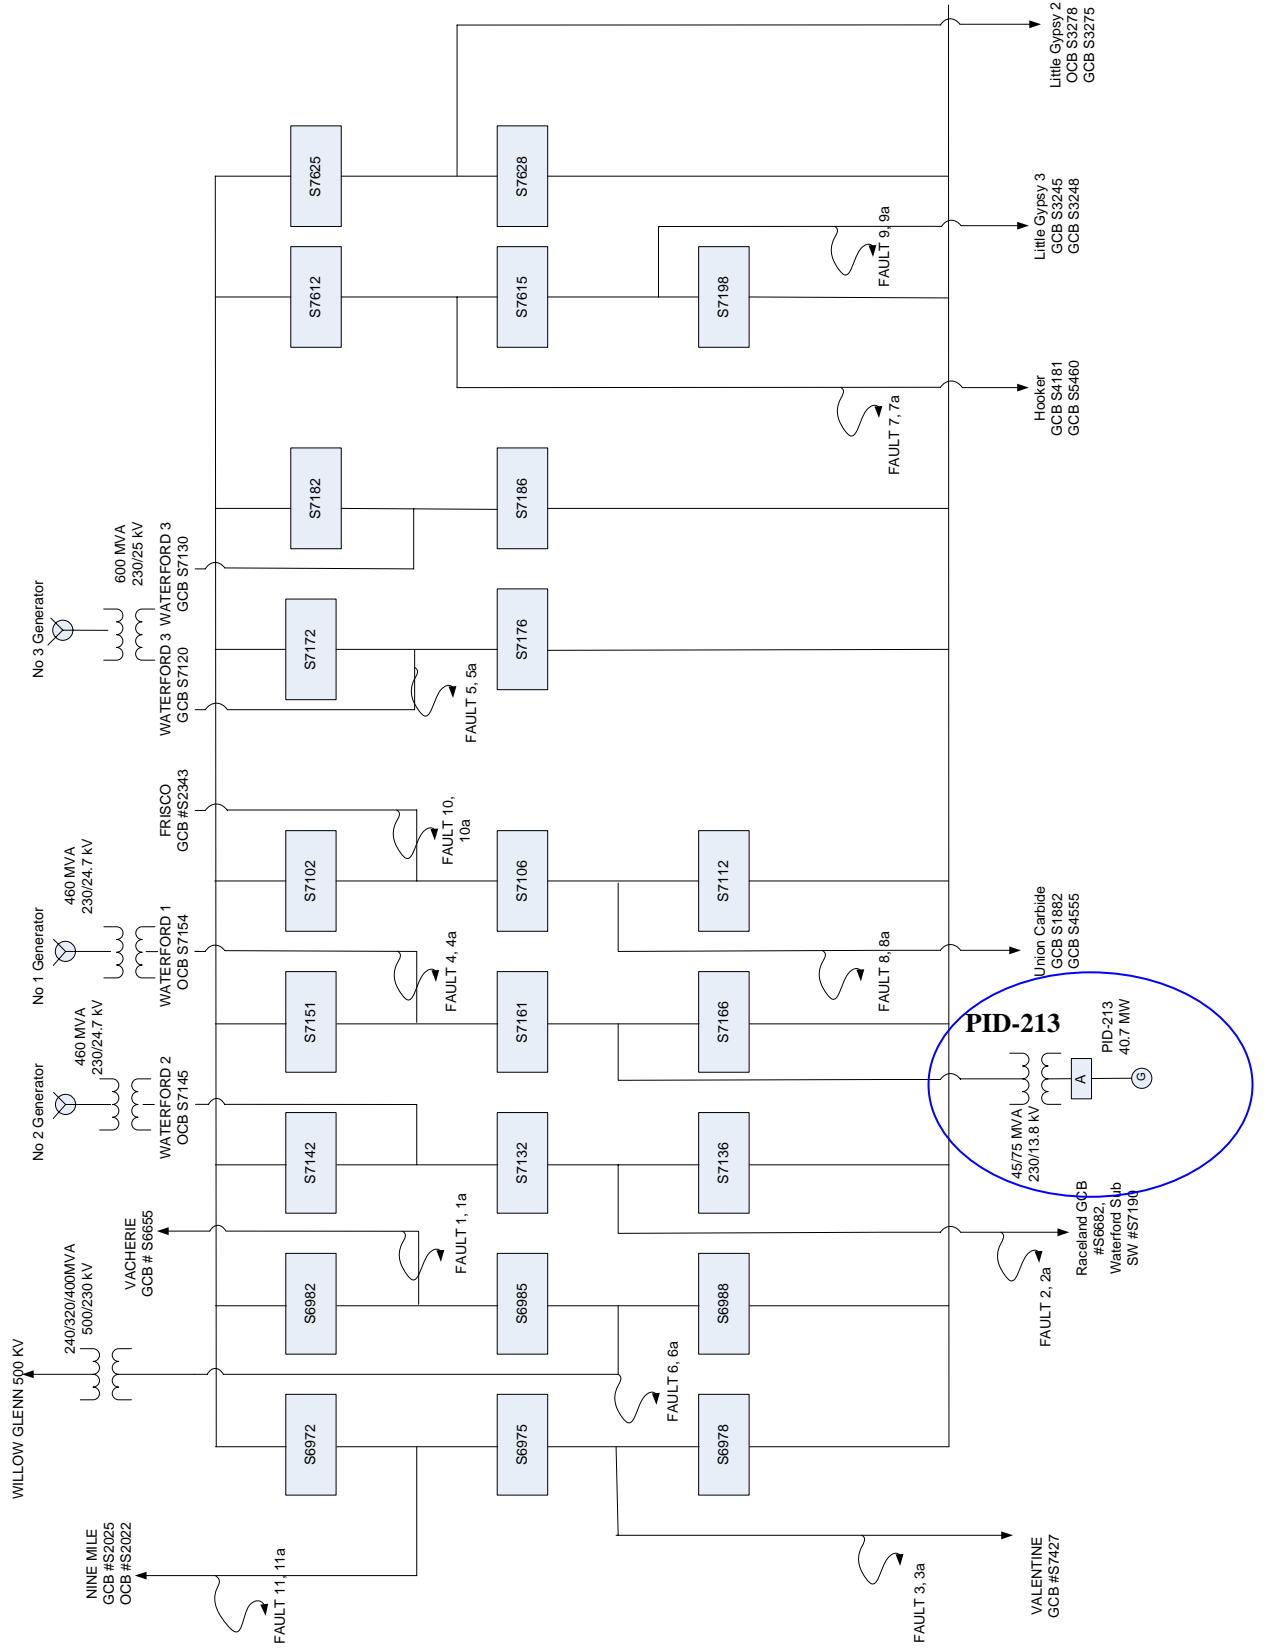 WILLOW GLENN 500 KV
NINE MILE
GCB #S2025
OCB #S2022
240/320/400MVA
500/230 kV
VACHERIE
GCB # S6655
No 2 Generator
460 MVA
230/24.7 kV
WATERFORD 2
OCB S7145
No 1 Generator
460 MVA
230/24.7 kV
WATERFORD 1
OCB S7154
FRISCO
GCB #S2343
No 3 Generator
600 MVA
230/25 kV
WATERFORD 3
GCB S7120
WATERFORD 3
GCB S7130
S6972
S6982
S7142
S7151
S7102
S7172
S7182
S7612
S7625
FAULT 11, 11a
FAULT 1, 1a
FAULT 4, 4a
FAULT 10,
10a
FAULT 5, 5a
S6975
S6985
S7132
S7161
S7106
S7176
S7186
S7615
S7628
FAULT 6, 6a
S6978
S6988
S7136
S7166
S7112
S7198
FAULT 3, 3a
FAULT 8, 8a
FAULT 7, 7a
FAULT 9, 9a
FAULT 2, 2a
VALENTINE
GCB #S7427
Raceland GCB
#S6682,
Waterford Sub
SW #S7190
PID-213
45/75 MVA
230/13.8 kV
A
G
PID-213
40.7 MW
Union Carbide
GCB S1882
GCB S4555
Hooker
GCB S4181
GCB S5460
Little Gypsy 3
GCB S3245
GCB S3248
Little Gypsy 2
OCB S3278
GCB S3275